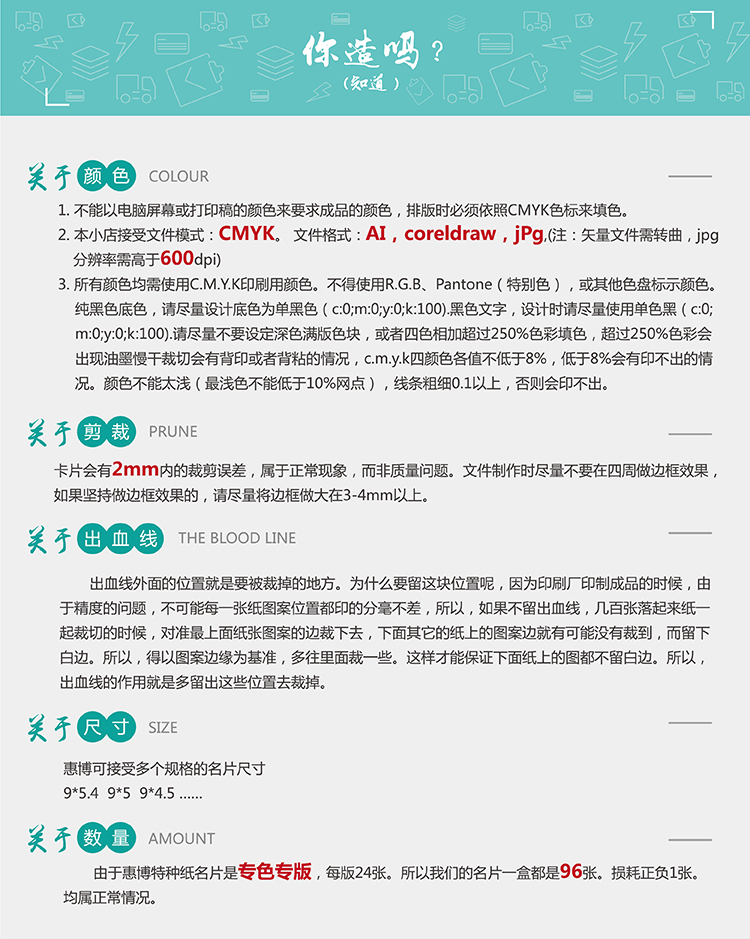 你造吗？
（知道）
关于颜色 COLOUR
1. 不能以电脑屏幕或打印稿的颜色来要求成品的颜色，排版时必须依照CMYK色标来填色。
2. 本小店接受文件模式：CMYK。 文件格式：AI，coreldraw，jPg,(注：矢量文件需转曲，jpg
分辨率需高于600dpi)
3. 所有颜色均需使用C.M.Y.K印刷用颜色。不得使用R.G.B、Pantone（特别色），或其他色盘标示颜色。
纯黑色底色，请尽量设计底色为单黑色（c:0;m:0;y:0;k:100).黑色文字，设计时请尽量使用单色黑（c:0;
m:0;y:0;k:100).请尽量不要设定深色满版色块，或者四色相加超过250%色彩填色，超过250%色彩会
出现油墨慢干裁切会有背印或者背粘的情况，c.m.y.k四颜色各值不低于8%，低于8%会有印不出的情
况。颜色不能太浅（最浅色不能低于10%网点），线条粗细0.1以上，否则会印不出。
关于剪裁 PRUNE
卡片会有2mm内的裁剪误差，属于正常现象，而非质量问题。文件制作时尽量不要在四周做边框效果，
如果坚持做边框效果的，请尽量将边框做大在3-4mm以上。
关于出血线 THE BLOOD LINE
出血线外面的位置就是要被裁掉的地方。为什么要留这块位置呢，因为印刷厂印制成品的时候，由
于精度的问题，不可能每一张纸图案位置都印的分毫不差，所以，如果不留出血线，几百张落起来纸一
起裁切的时候，对准最上面纸张图案的边裁下去，下面其它的纸上的图案边就有可能没有裁到，而留下
白边。所以，得以图案边缘为基准，多往里面裁一些。这样才能保证下面纸上的图都不留白边。所以，
出血线的作用就是多留出这些位置去裁掉。
关于尺寸 SIZE
惠博可接受多个规格的名片尺寸
9*5.4 9*5 9*4.5 ......
关于数量 AMOUNT
由于惠博特种纸名片是专色专版，每版24张。所以我们的名片一盒都是96张。损耗正负1张。
均属正常情况。